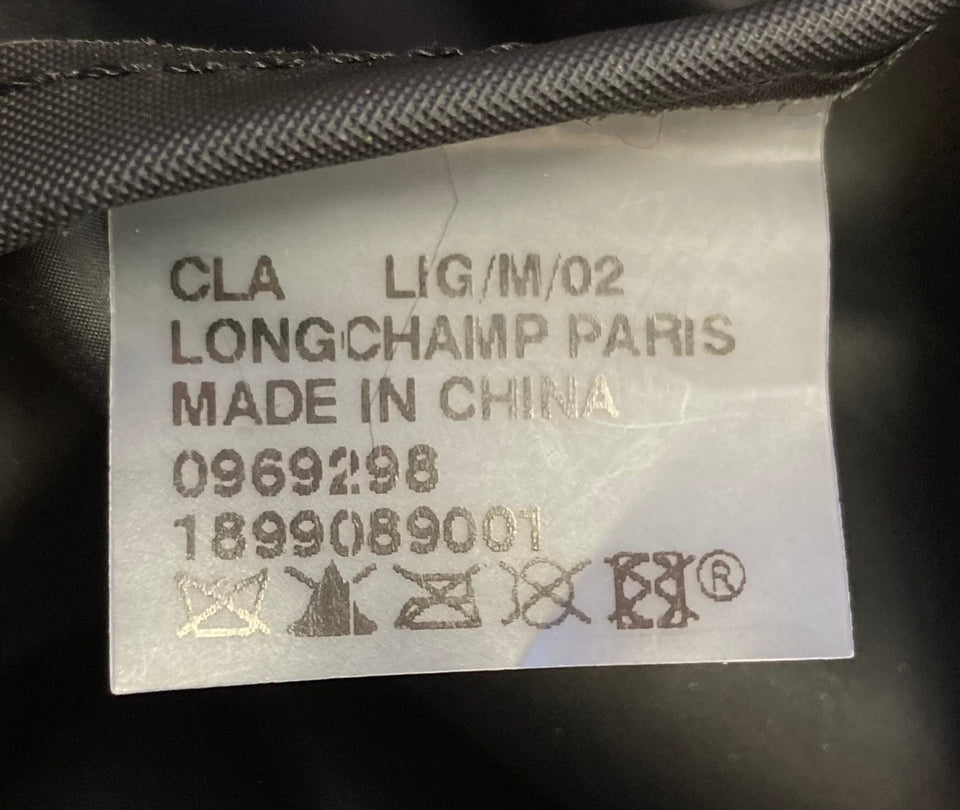 CLA LIG/M/02
LONGCHAMP PARIS
MADE IN CHINA
0969298
1899089001
®